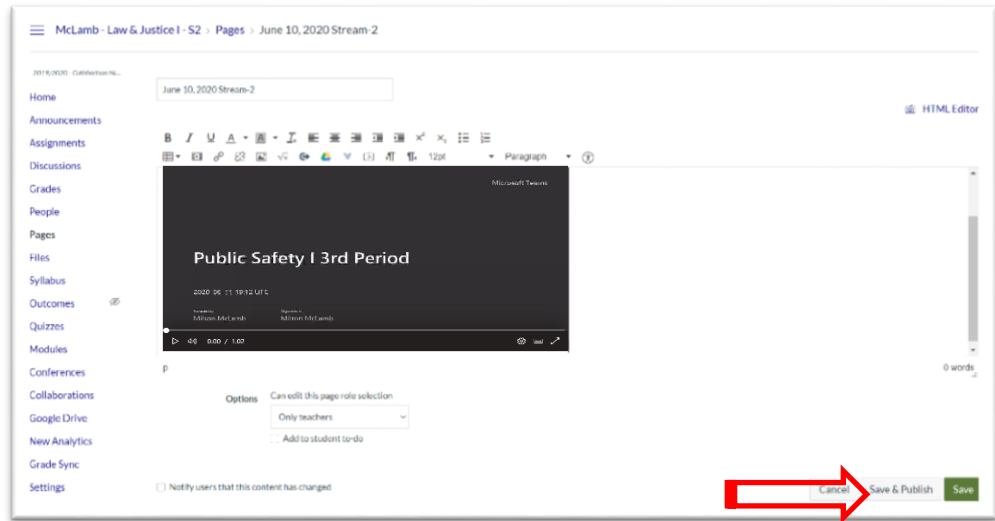 McLamb - Law & Justice I - S2 > Pages > June 10, 2020 Stream-2
2019/2020
Home
Announcements
Assignments
Discussions
Grades
People
Pages
Files
Syllabus
Outcomes
Quizzes
Modules
Conferences
Collaborations
Google Drive
New Analytics
Grade Sync
Settings
June 10, 2020 Stream-2
HTML Editor
12pt Paragraph
Microsoft Teams
Public Safety I 3rd Period
UTC
McLamb Milton McLamb
0:00 / 1:02
p
0 words
Options
Can edit this page role selection
Only teachers
Add to student to-do
Notify users that this content has changed
Cancel Save & Publish Save